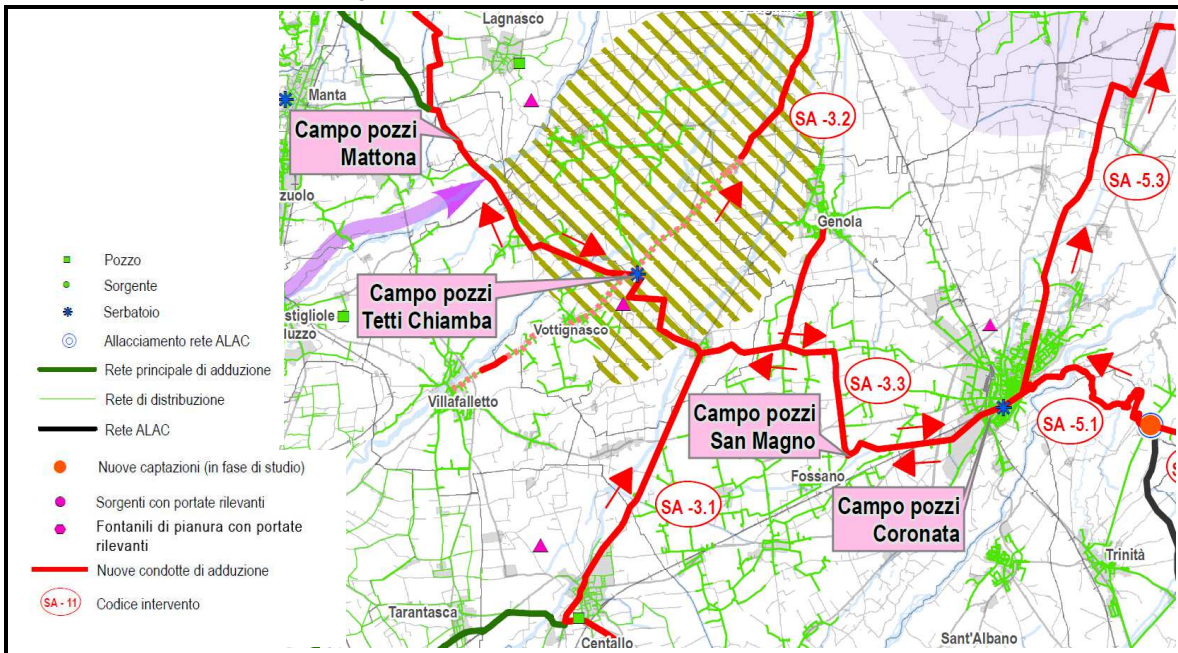 Lagnasco
Manta
Campo pozzi
Mattona
SA -3.2
SA -5.3
zuolo
Genola
Pozzo
Sorgente
Serbatoio
Allacciamento rete ALAC
Rete principale di adduzione
Rete di distribuzione
Rete ALAC
Nuove captazioni (in fase di studio)
Sorgenti con portate rilevanti
Fontanili di pianura con portate
rilevanti
Nuove condotte di adduzione
SA - 11
Codice intervento
Campo pozzi
Tetti Chiamba
stigliole
luzzo
Vottignasco
Villafalletto
SA -3.3
Campo pozzi
San Magno
SA -5.1
Fossano
SA -3.1
Campo pozzi
Coronata
Trinità
Tarantasca
Centallo
Sant'Albano